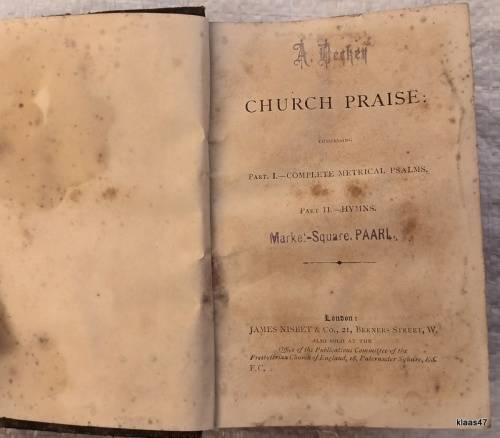 CHURCH PRAISE:
COMPRISING
PART I.—COMPLETE METRICAL PSALMS.
PART II.—HYMNS.
Market-Square. PAARL.
London:
JAMES NISBET & Co., 21, BERNERS STREET, W.
ALSO SOLD AT THE
Office of the Publications Committee of the
Presbyterian Church of England, 18, Paternoster Square, Ed.
E.C.
klaas47